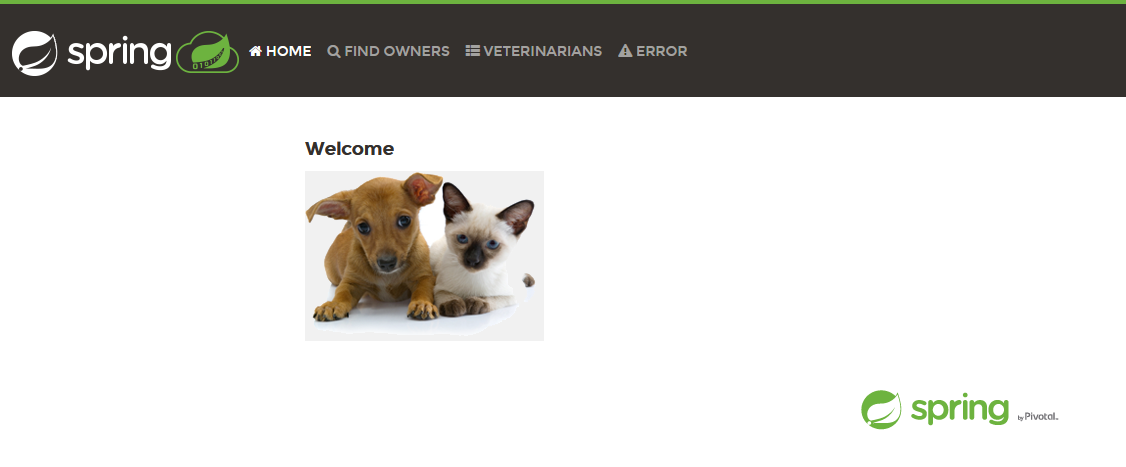 spring HOME FIND OWNERS VETERINARIANS ERROR
Welcome
spring by Pivotal.